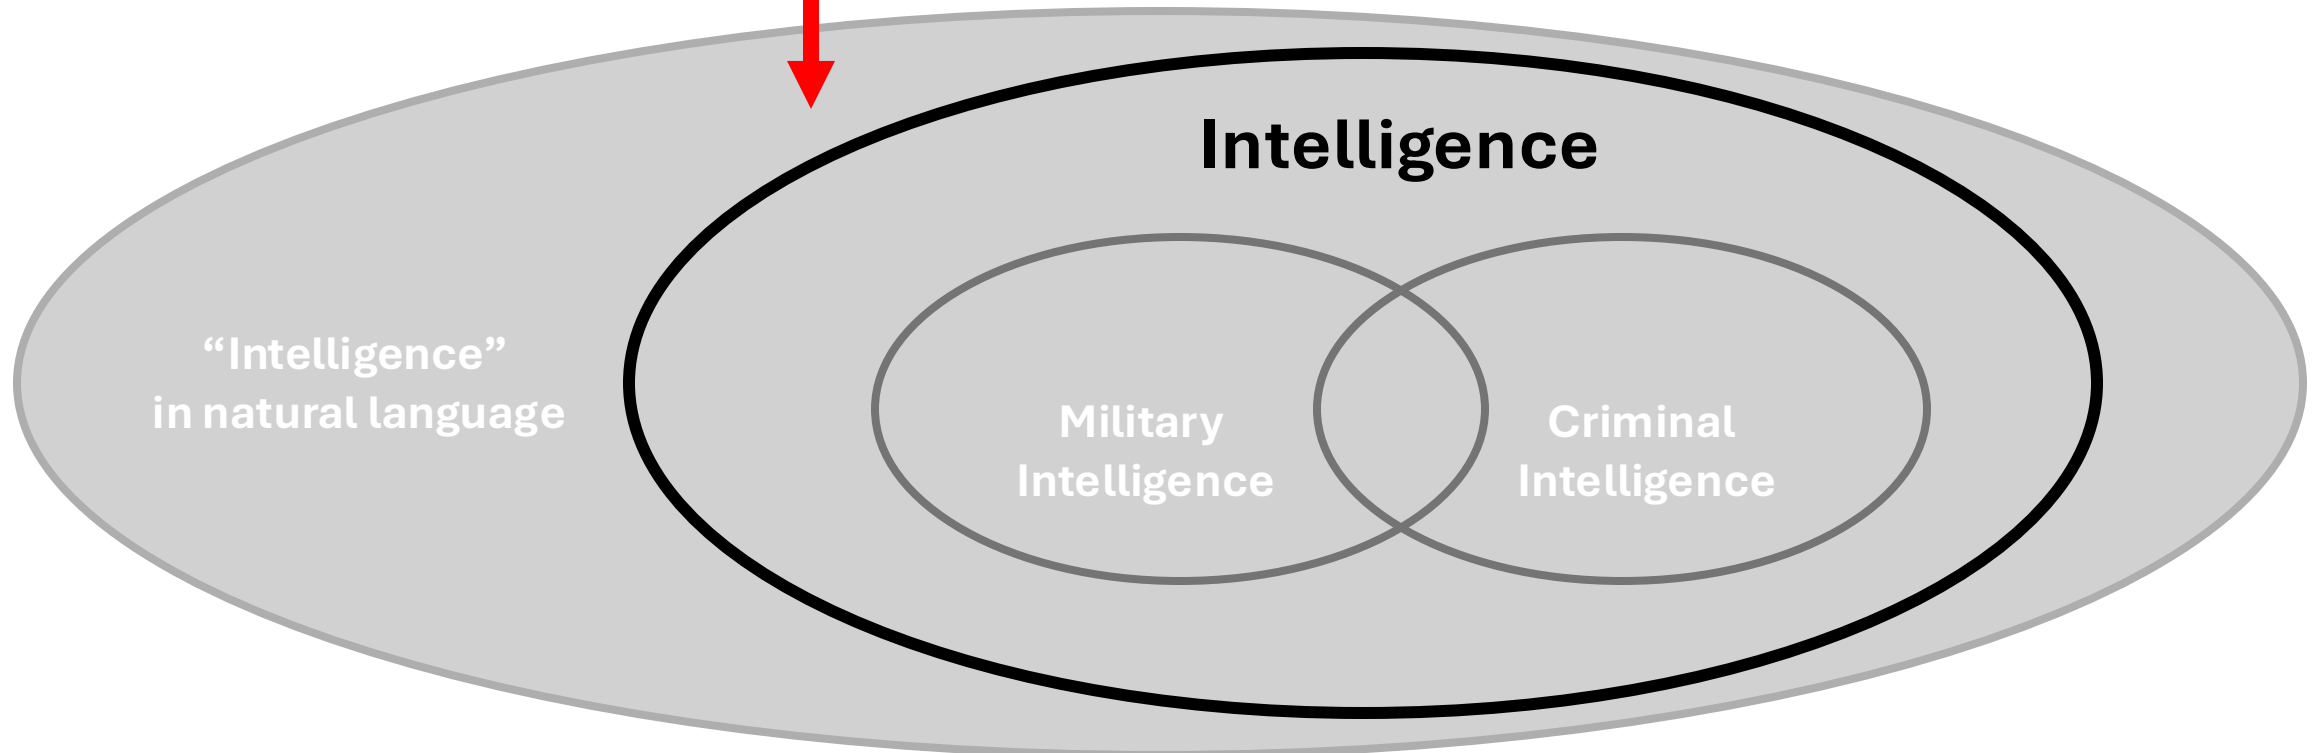 Intelligence
“Intelligence”
in natural language
Military
Intelligence
Criminal
Intelligence